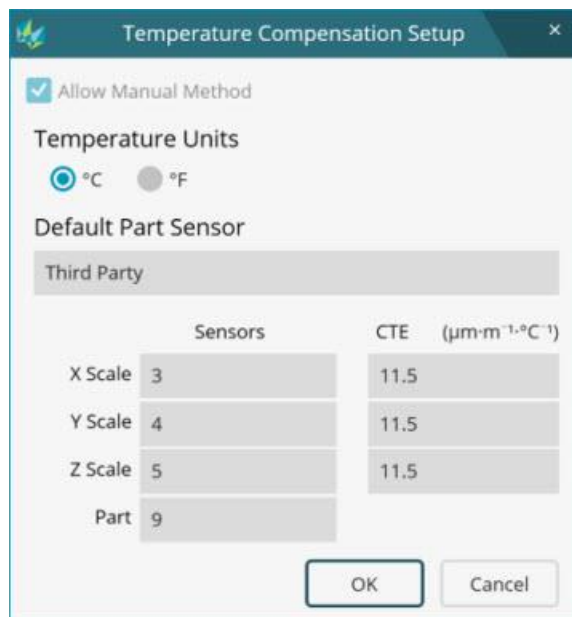 Temperature Compensation Setup ×
Allow Manual Method
Temperature Units
°C °F
Default Part Sensor
Third Party
Sensors CTE (µm·m⁻¹·°C⁻¹)
X Scale 3 11.5
Y Scale 4 11.5
Z Scale 5 11.5
Part 9
OK Cancel